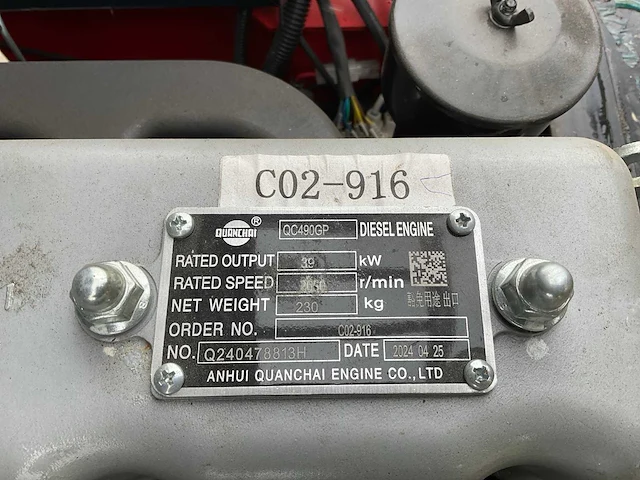 C02-916
QUANCHAI ® QC490GP DIESEL ENGINE
RATED OUTPUT 39 kW
RATED SPEED 2650 r/min
NET WEIGHT 230 kg
ORDER NO. C02-916
NO. Q240478813H DATE 2024 04 25
ANHUI QUANCHAI ENGINE CO., LTD